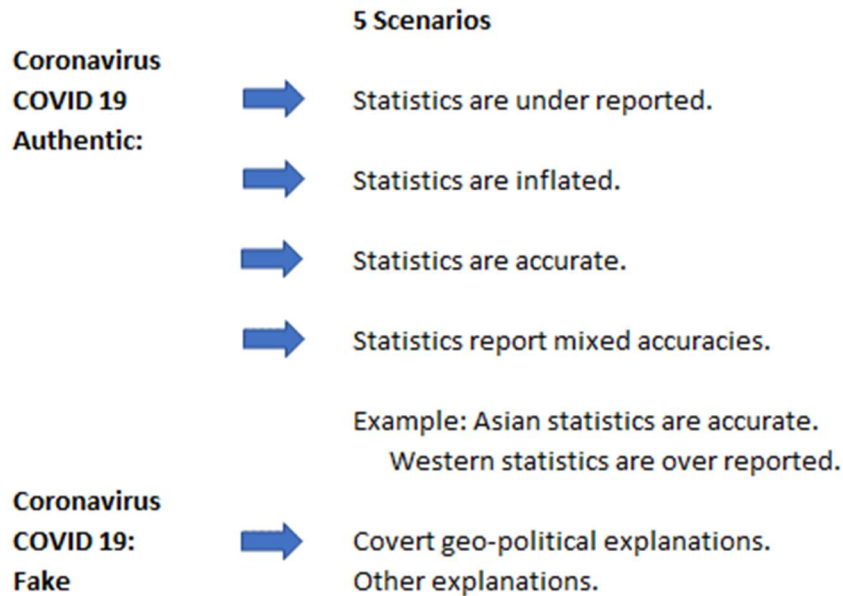 5 Scenarios
Coronavirus
COVID 19
Authentic:
Statistics are under reported.
Statistics are inflated.
Statistics are accurate.
Statistics report mixed accuracies.
Example: Asian statistics are accurate.
Western statistics are over reported.
Coronavirus
COVID 19:
Fake
Covert geo-political explanations.
Other explanations.